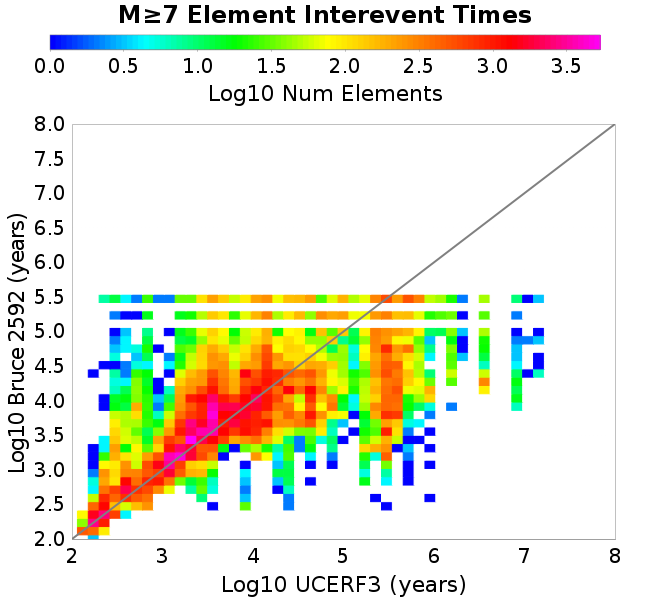 M≥7 Element Interevent Times
0.0 0.5 1.0 1.5 2.0 2.5 3.0 3.5
Log10 Num Elements
Log10 Bruce 2592 (years)
8.0
7.5
7.0
6.5
6.0
5.5
5.0
4.5
4.0
3.5
3.0
2.5
2.0
2 3 4 5 6 7 8
Log10 UCERF3 (years)